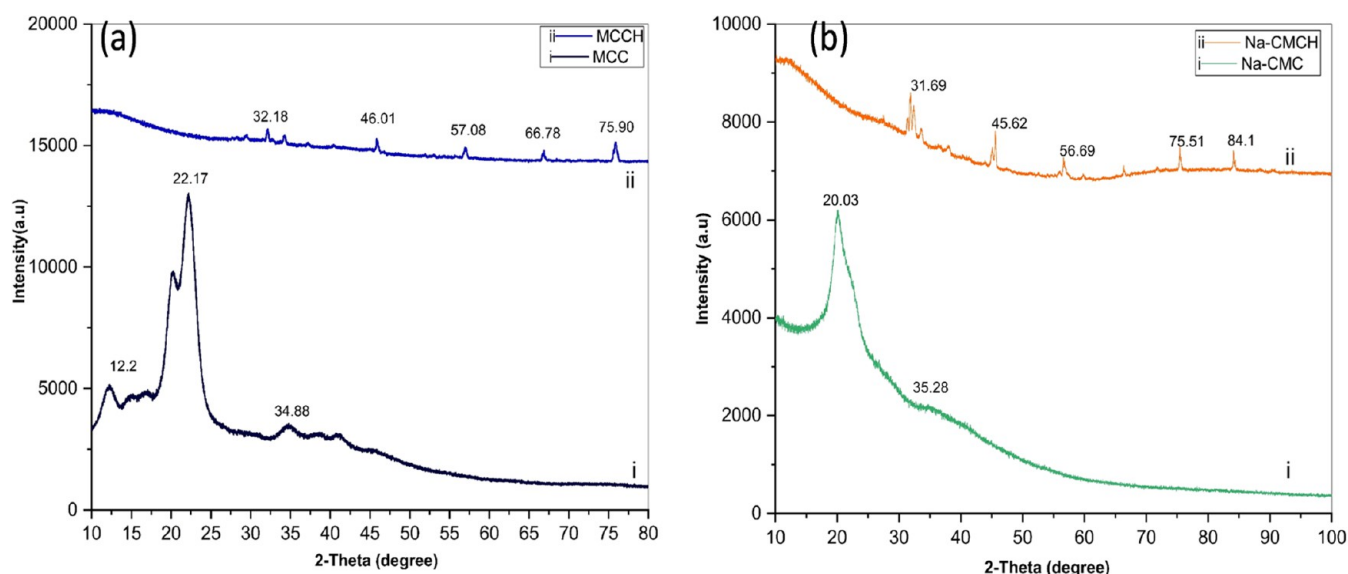 (a)
ii MCCH
i MCC
20000
15000
10000
5000
0
Intensity(a.u)
32.18
46.01
57.08
66.78
75.90
ii
22.17
12.2
34.88
i
10 15 20 25 30 35 40 45 50 55 60 65 70 75 80
2-Theta (degree)
(b)
ii Na-CMCH
i Na-CMC
10000
8000
6000
4000
2000
0
Intensity (a.u)
31.69
45.62
56.69
75.51
84.1
ii
20.03
35.28
i
10 20 30 40 50 60 70 80 90 100
2-Theta (degree)